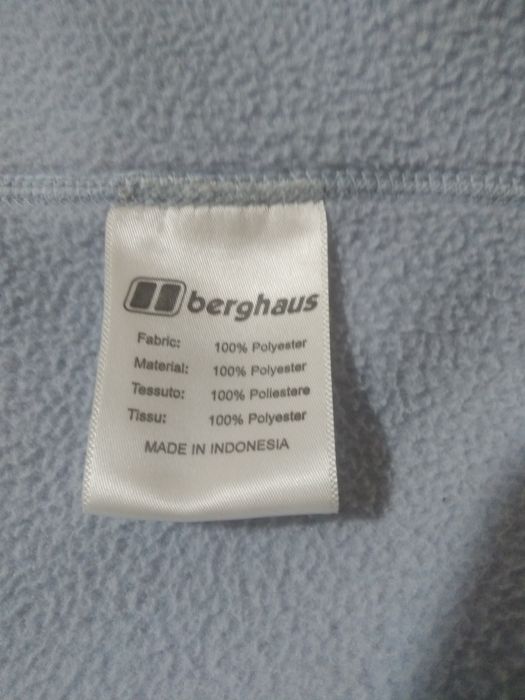 berghaus
Fabric: 100% Polyester
Material: 100% Polyester
Tessuto: 100% Poliestere
Tissu: 100% Polyester
MADE IN INDONESIA